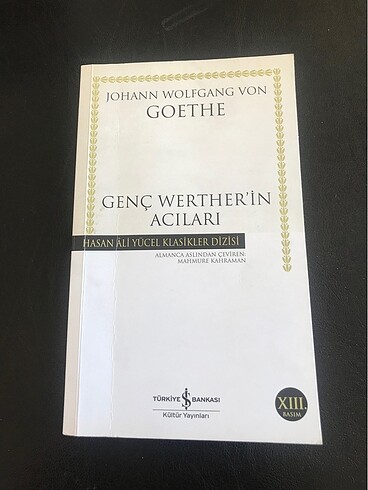 JOHANN WOLFGANG VON
GOETHE
GENÇ WERTHER'İN
ACILARI
HASAN ÂLİ YÜCEL KLASİKLER DİZİSİ
ALMANCA ASLINDAN ÇEVİREN:
MAHMURE KAHRAMAN
TÜRKİYE İŞ BANKASI
Kültür Yayınları
XIII.
BASIM